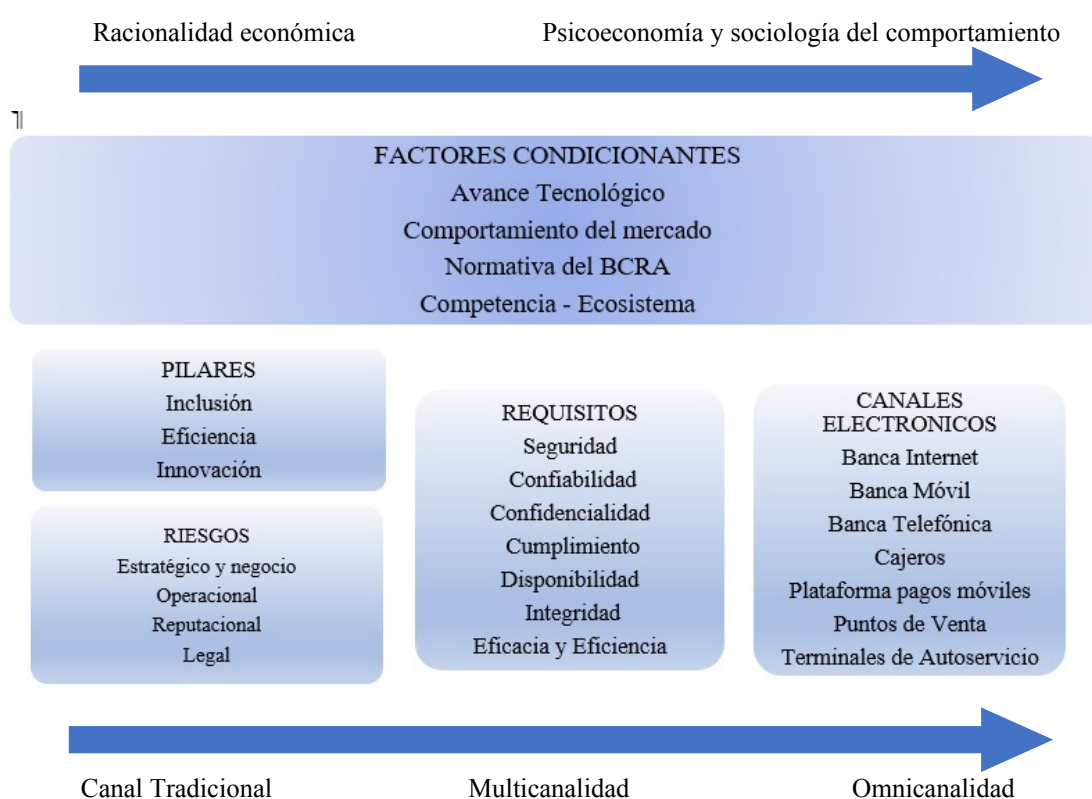 Racionalidad económica
Psicoeconomía y sociología del comportamiento
¶
FACTORES CONDICIONANTES
Avance Tecnológico
Comportamiento del mercado
Normativa del BCRA
Competencia - Ecosistema
PILARES
Inclusión
Eficiencia
Innovación
RIESGOS
Estratégico y negocio
Operacional
Reputacional
Legal
REQUISITOS
Seguridad
Confiabilidad
Confidencialidad
Cumplimiento
Disponibilidad
Integridad
Eficacia y Eficiencia
CANALES
ELECTRONICOS
Banca Internet
Banca Móvil
Banca Telefónica
Cajeros
Plataforma pagos móviles
Puntos de Venta
Terminales de Autoservicio
Canal Tradicional
Multicanalidad
Omnicanalidad